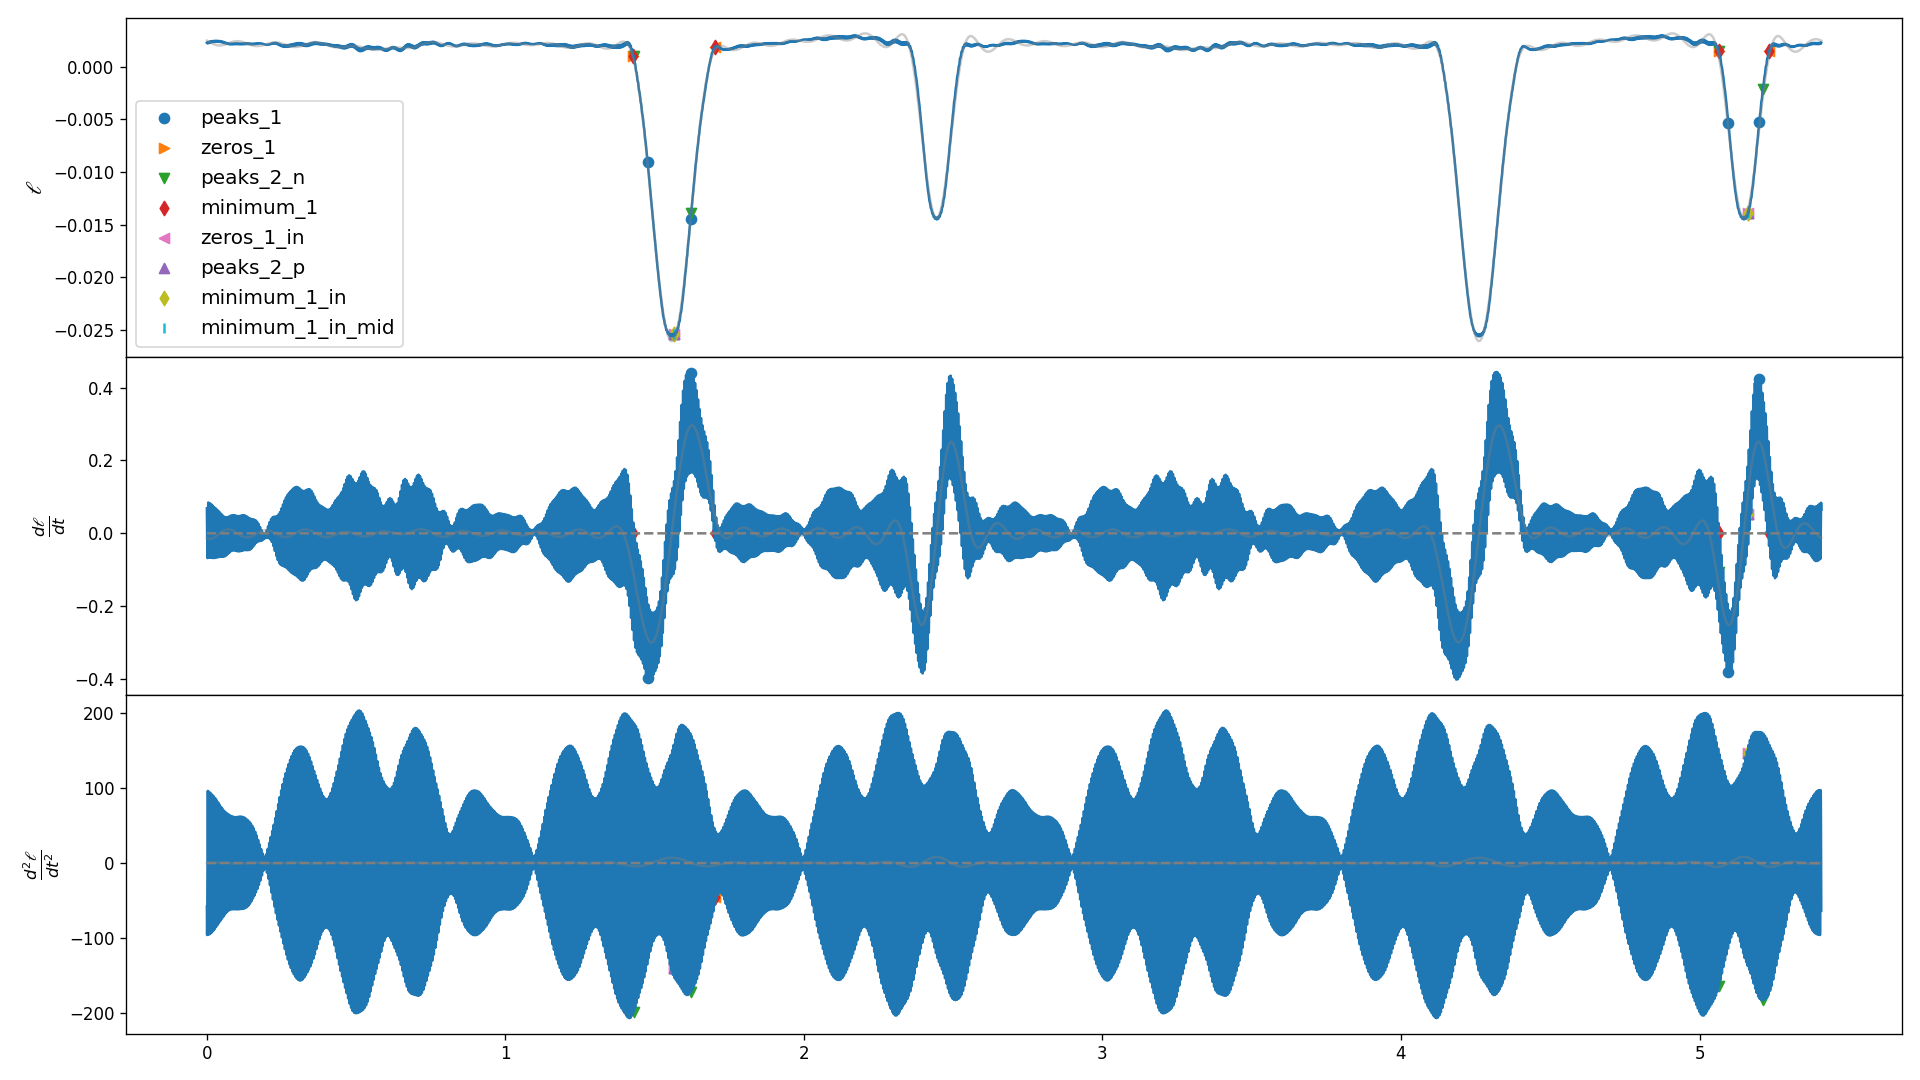 0.000
−0.005
−0.010
−0.015
−0.020
−0.025
ℓ
peaks_1
zeros_1
peaks_2_n
minimum_1
zeros_1_in
peaks_2_p
minimum_1_in
minimum_1_in_mid
0.4
0.2
0.0
−0.2
−0.4
dℓ/dt
200
100
0
−100
−200
d²ℓ/dt²
0 1 2 3 4 5